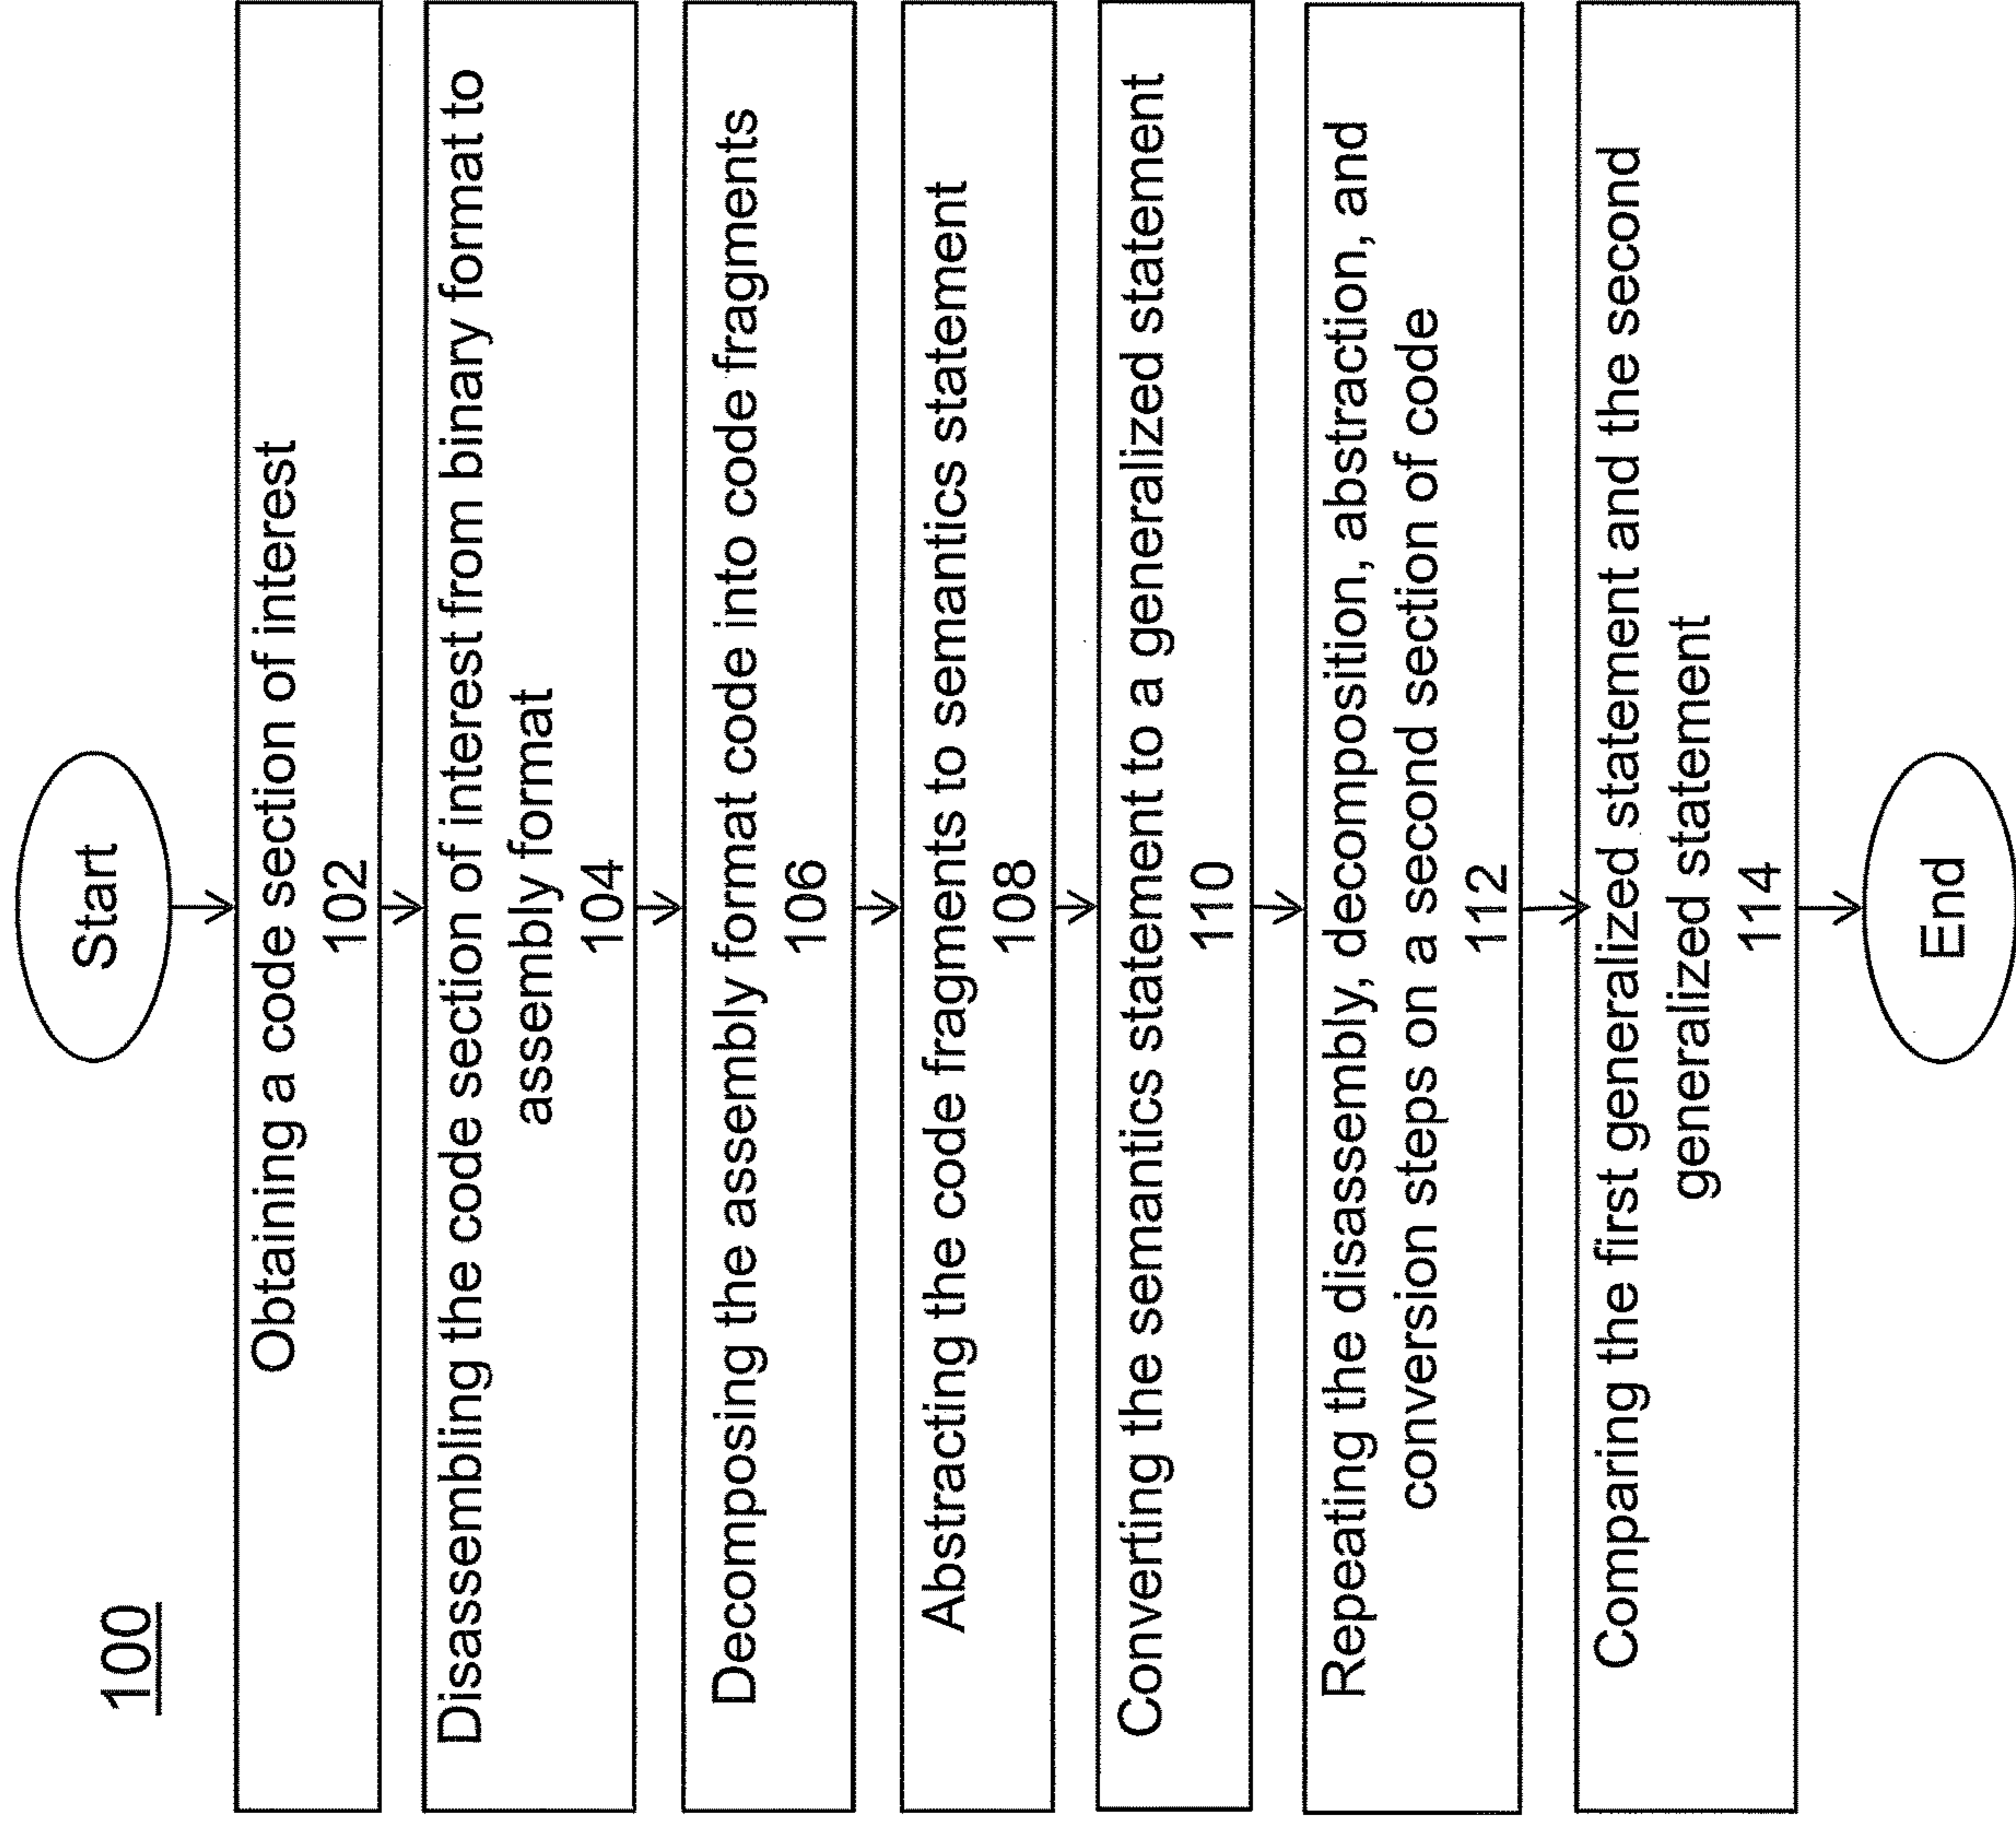 100
Start
Obtaining a code section of interest
102
Disassembling the code section of interest from binary format to
assembly format
104
Decomposing the assembly format code into code fragments
106
Abstracting the code fragments to semantics statement
108
Converting the semantics statement to a generalized statement
110
Repeating the disassembly, decomposition, abstraction, and
conversion steps on a second section of code
112
Comparing the first generalized statement and the second
generalized statement
114
End